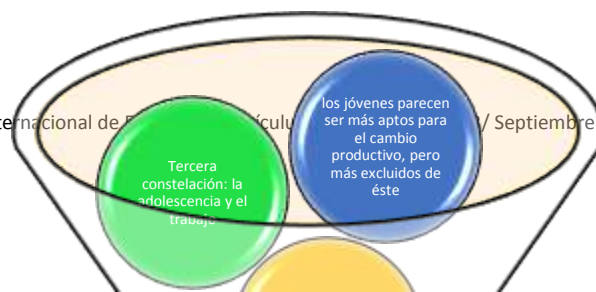 los jóvenes parecen
ser más aptos para
el cambio
productivo, pero
más excluidos de
éste
ternacional de / Septiembre
Tercera
constelación: la
adolescencia y el
trabajo